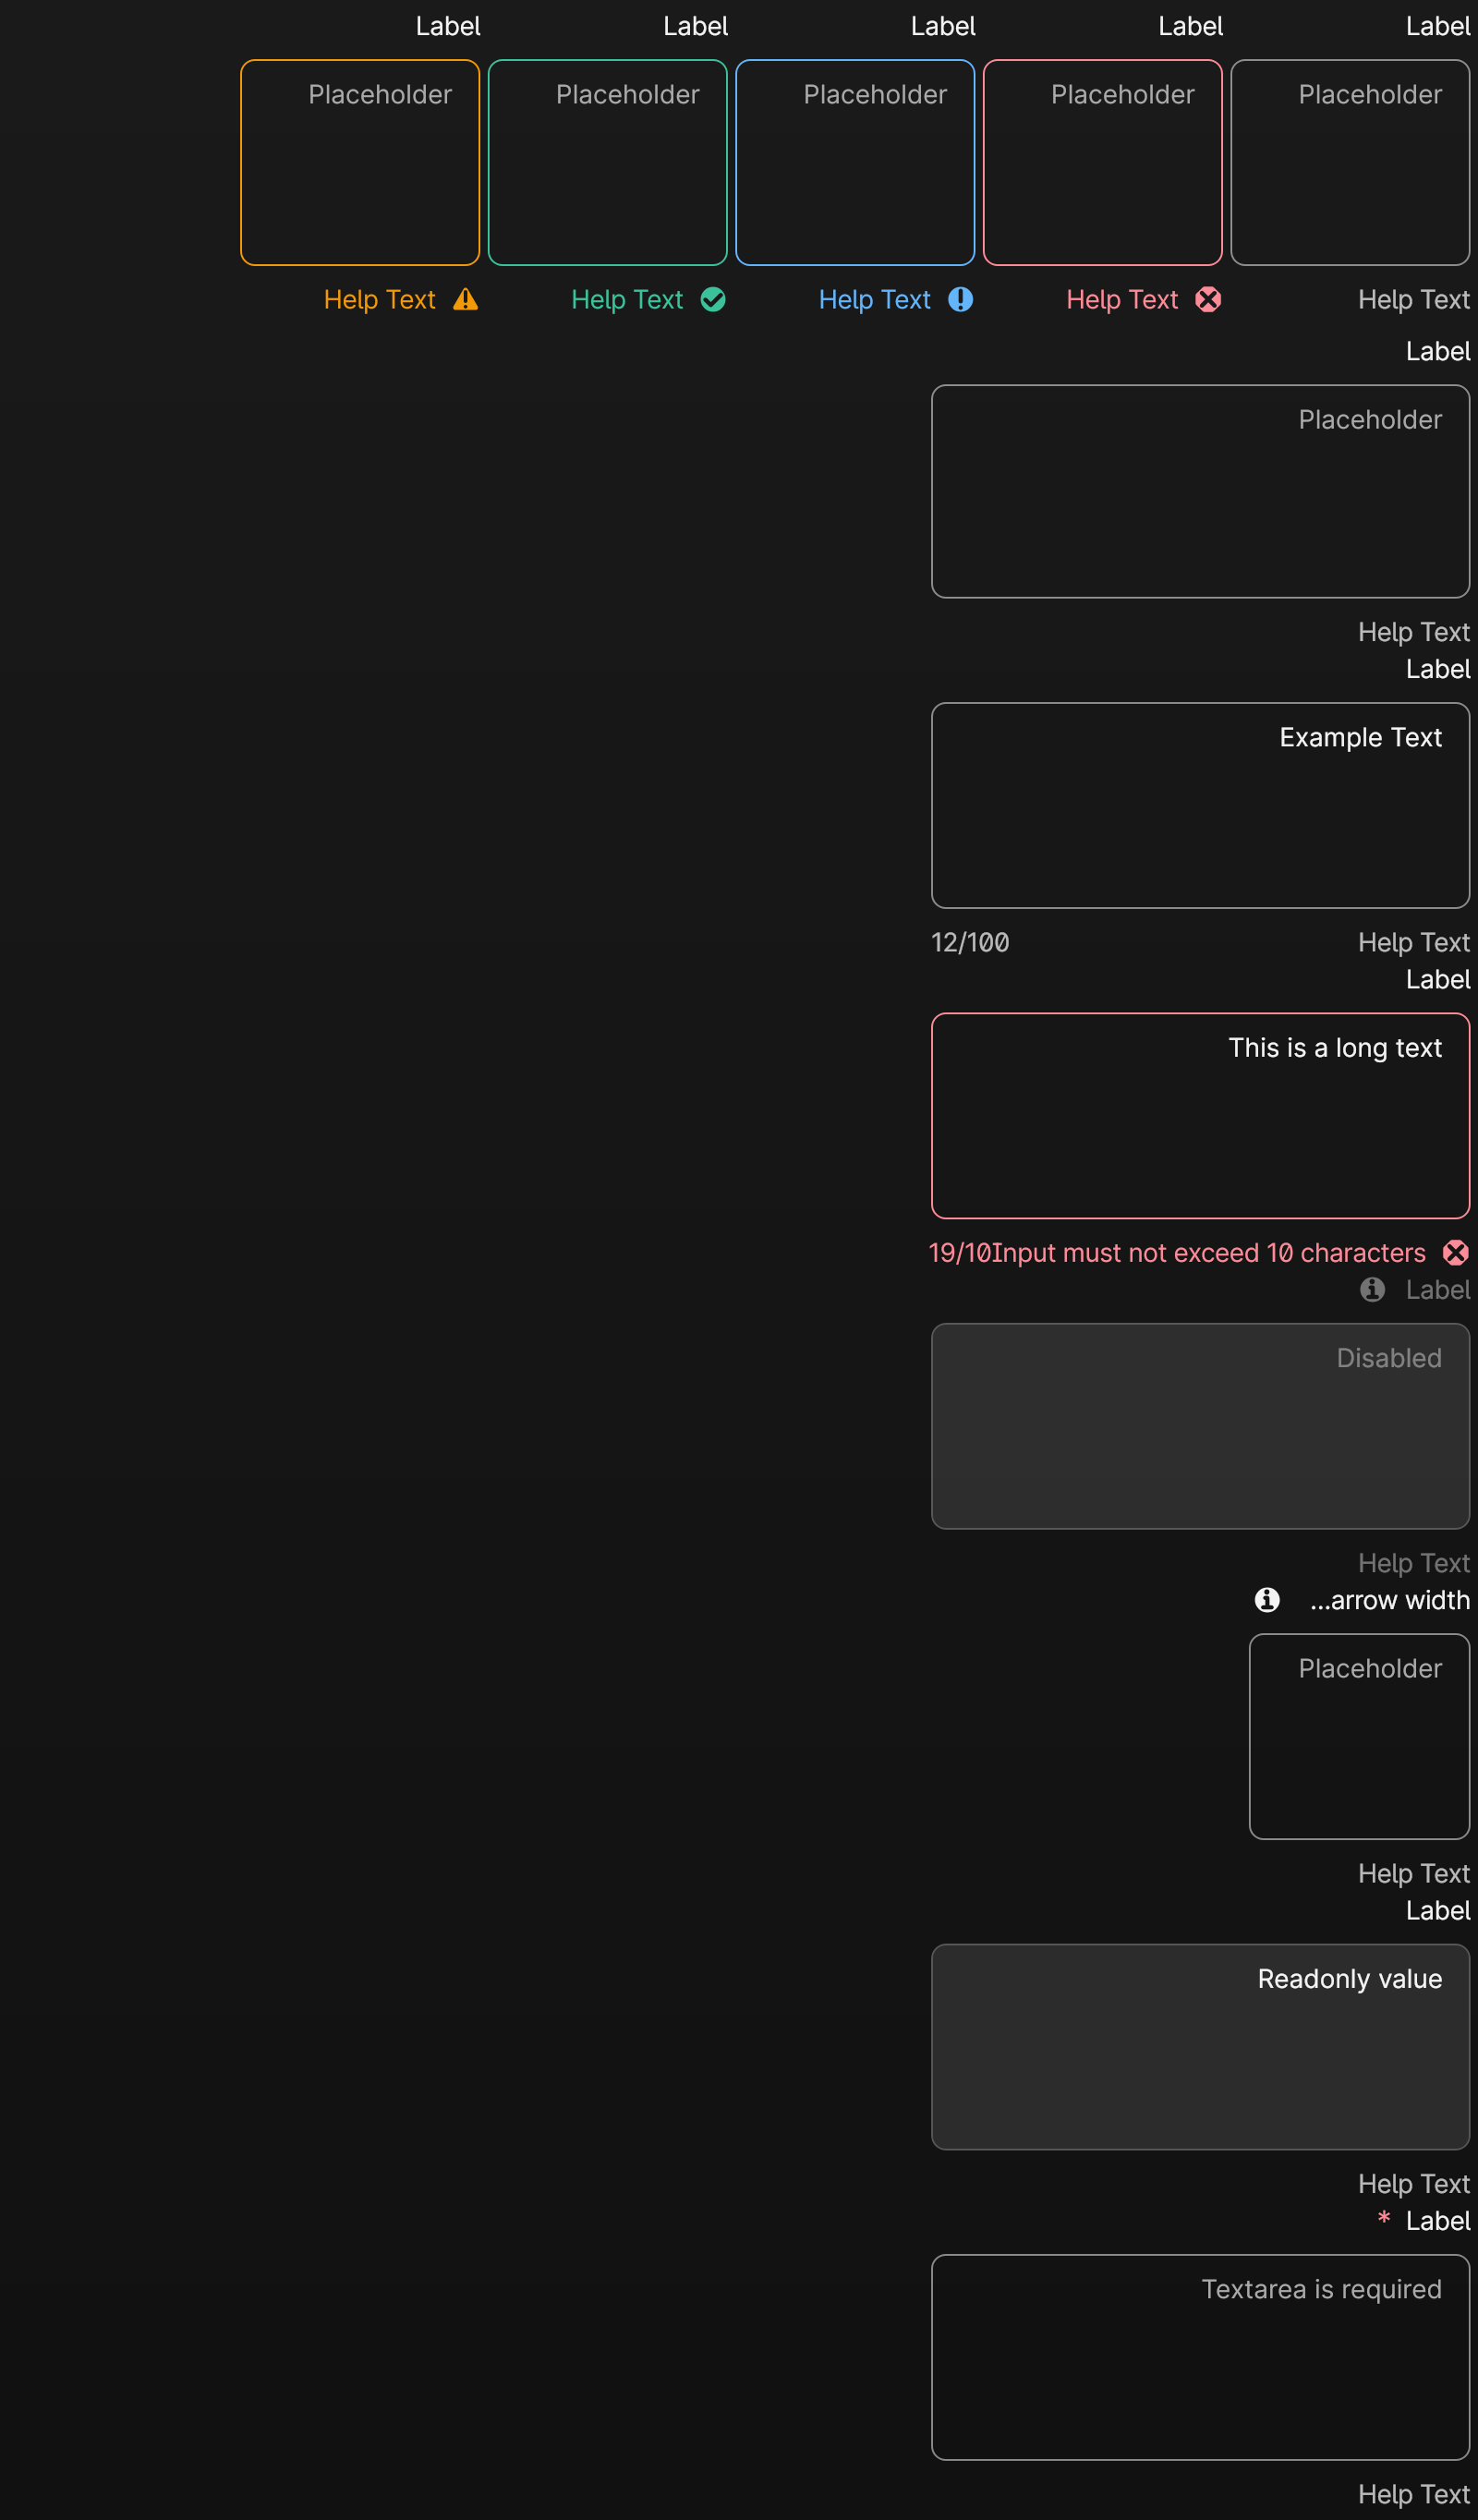 Label Label Label Label Label
Placeholder Placeholder Placeholder Placeholder Placeholder
Help Text Help Text Help Text Help Text Help Text
Label
Placeholder
Help Text
Label
Example Text
12/100 Help Text
Label
This is a long text
19/10Input must not exceed 10 characters
Label
Disabled
Help Text
...arrow width
Placeholder
Help Text
Label
Readonly value
Help Text
* Label
Textarea is required
Help Text